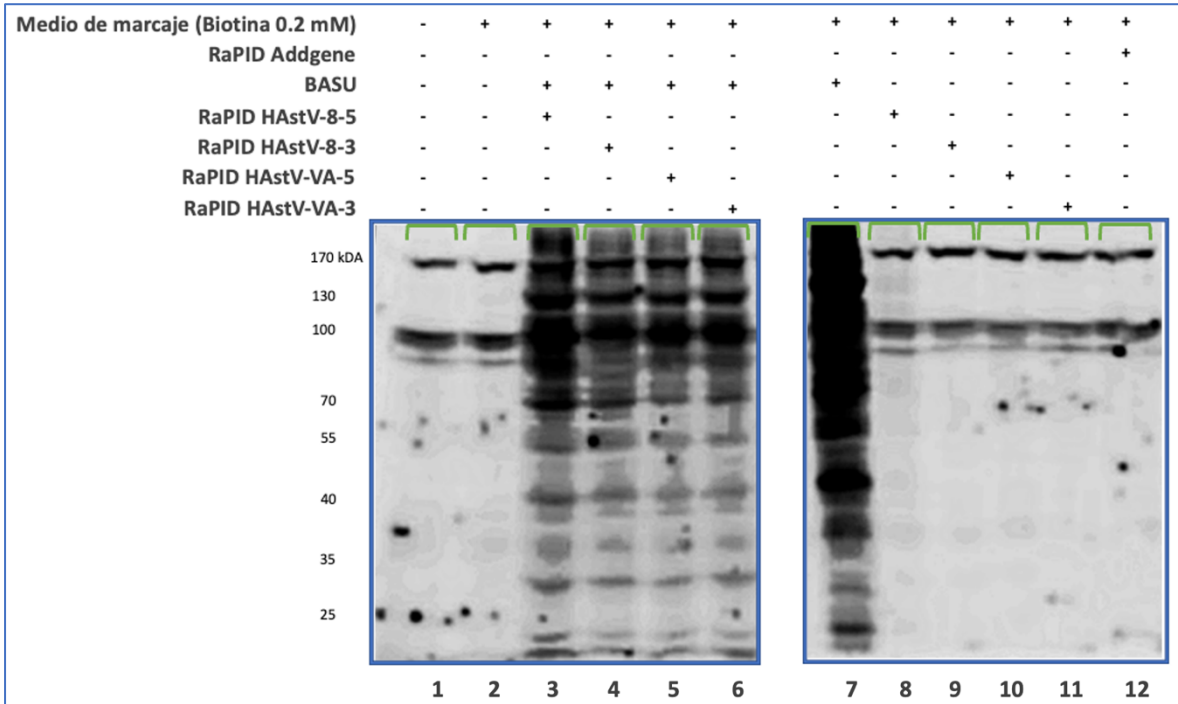 Medio de marcaje (Biotina 0.2 mM) - + + + + + + + + + + +
RaPID Addgene - - - - - - - - - - - +
BASU - - + + + + + - - - - -
RaPID HAstV-8-5 - - + - - - - + - - - -
RaPID HAstV-8-3 - - - + - - - - + - - -
RaPID HAstV-VA-5 - - - - + - - - - + - -
RaPID HAstV-VA-3 - - - - - + - - - - + -
170 kDA
130
100
70
55
40
35
25
1 2 3 4 5 6 7 8 9 10 11 12